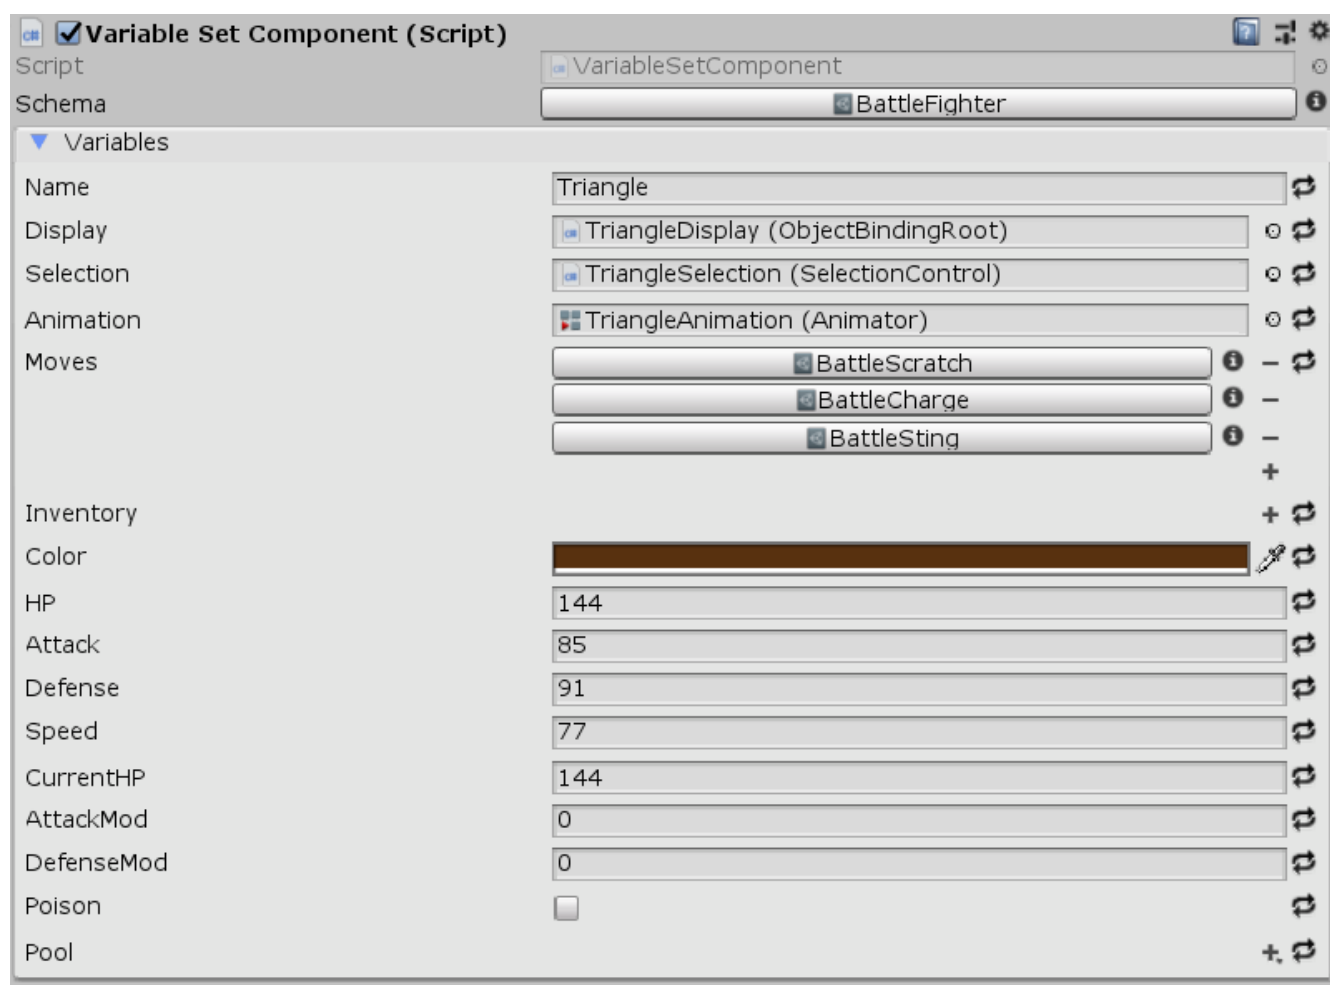 Variable Set Component (Script)
Script VariableSetComponent
Schema BattleFighter
Variables
Name Triangle
Display TriangleDisplay (ObjectBindingRoot)
Selection TriangleSelection (SelectionControl)
Animation TriangleAnimation (Animator)
Moves BattleScratch
BattleCharge
BattleSting
Inventory
Color
HP 144
Attack 85
Defense 91
Speed 77
CurrentHP 144
AttackMod 0
DefenseMod 0
Poison
Pool